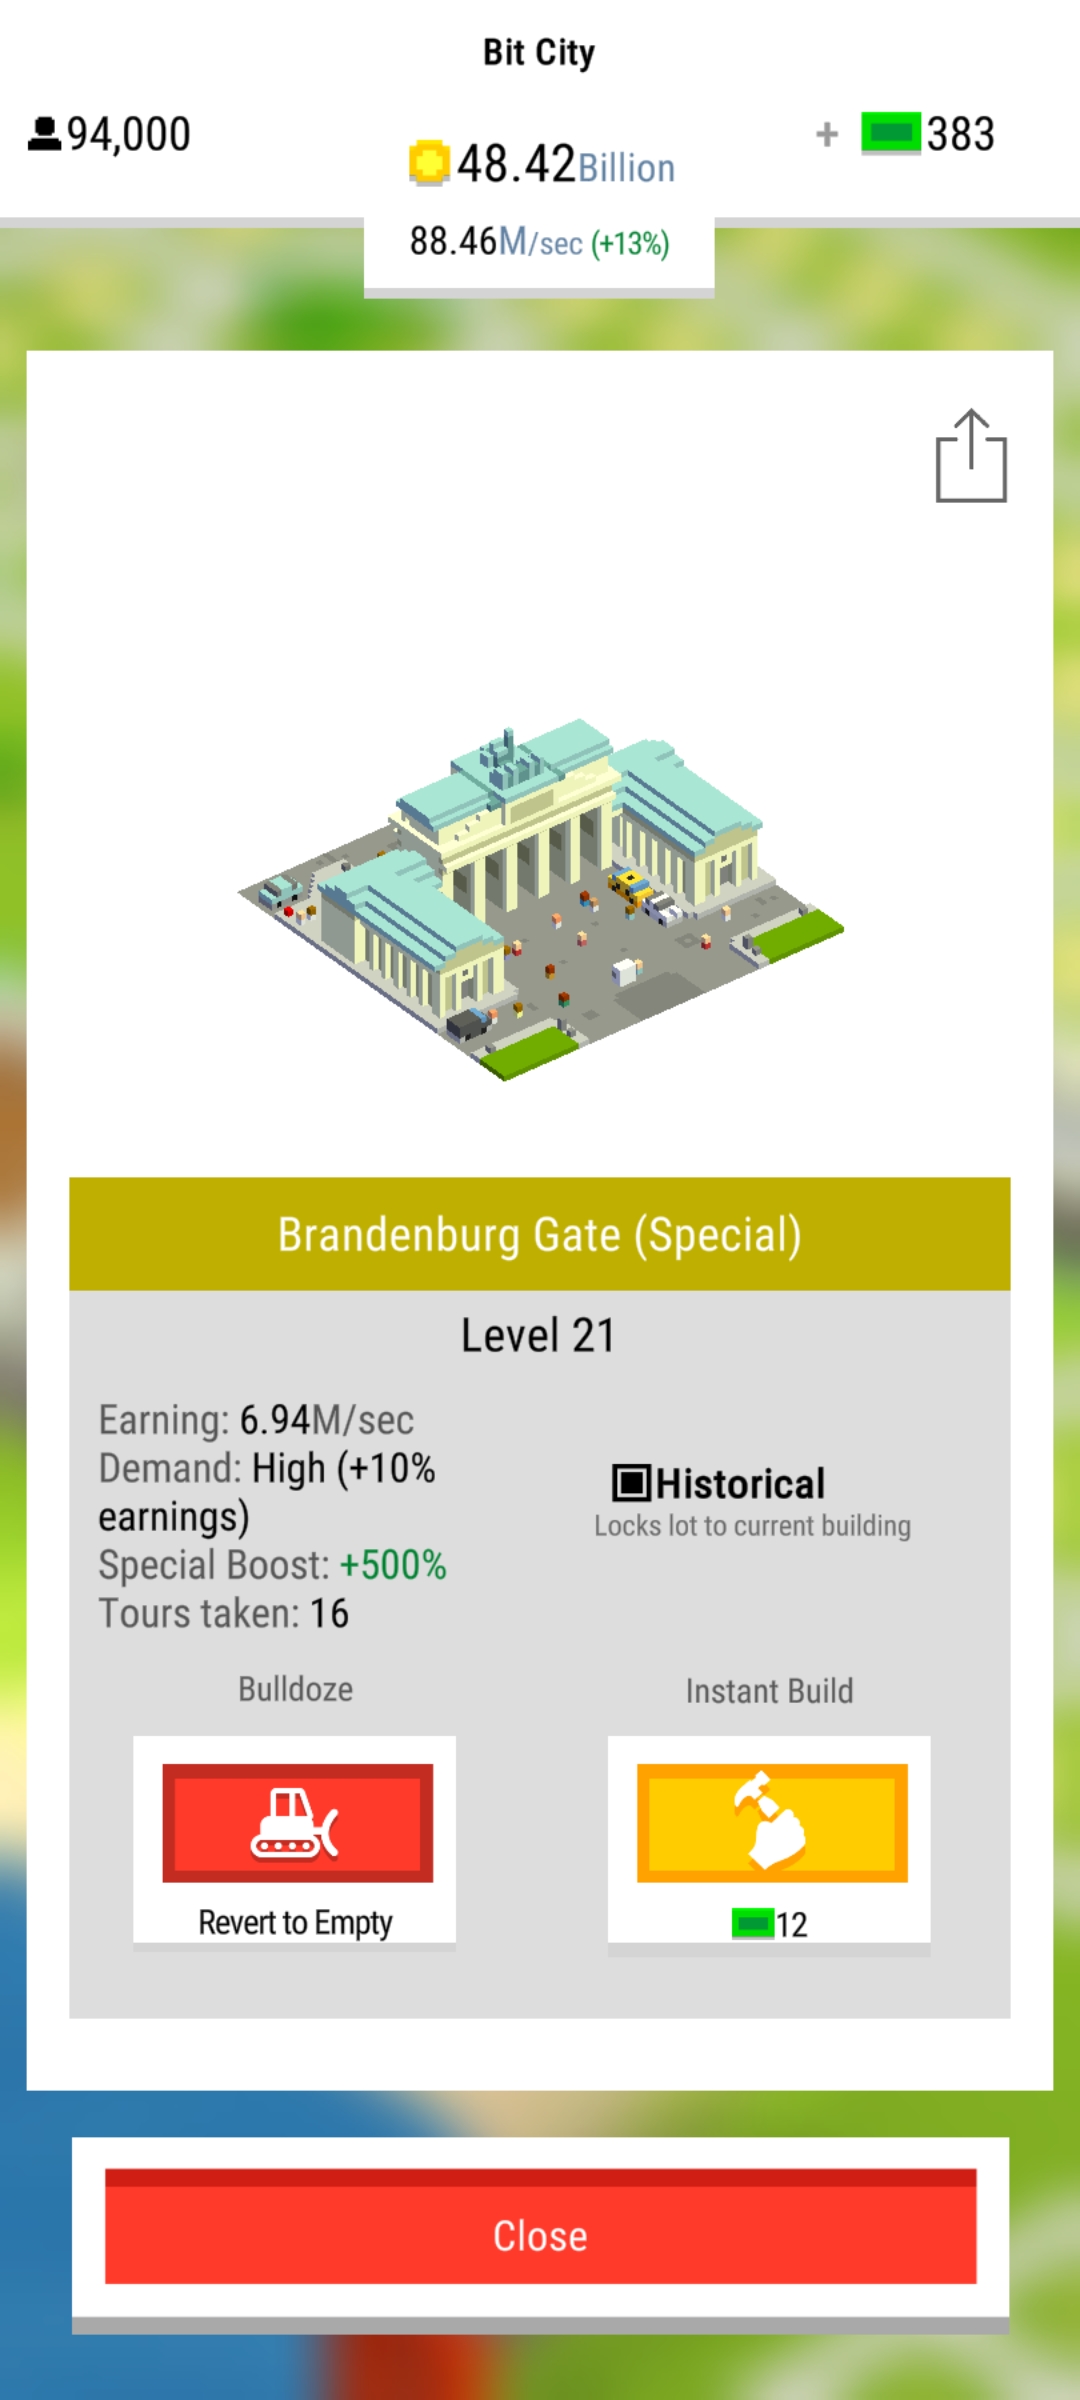 Bit City
94,000
48.42Billion
+ 383
88.46M/sec (+13%)
Brandenburg Gate (Special)
Level 21
Earning: 6.94M/sec
Demand: High (+10%
earnings)
Special Boost: +500%
Tours taken: 16
Historical
Locks lot to current building
Bulldoze
Instant Build
Revert to Empty
12
Close